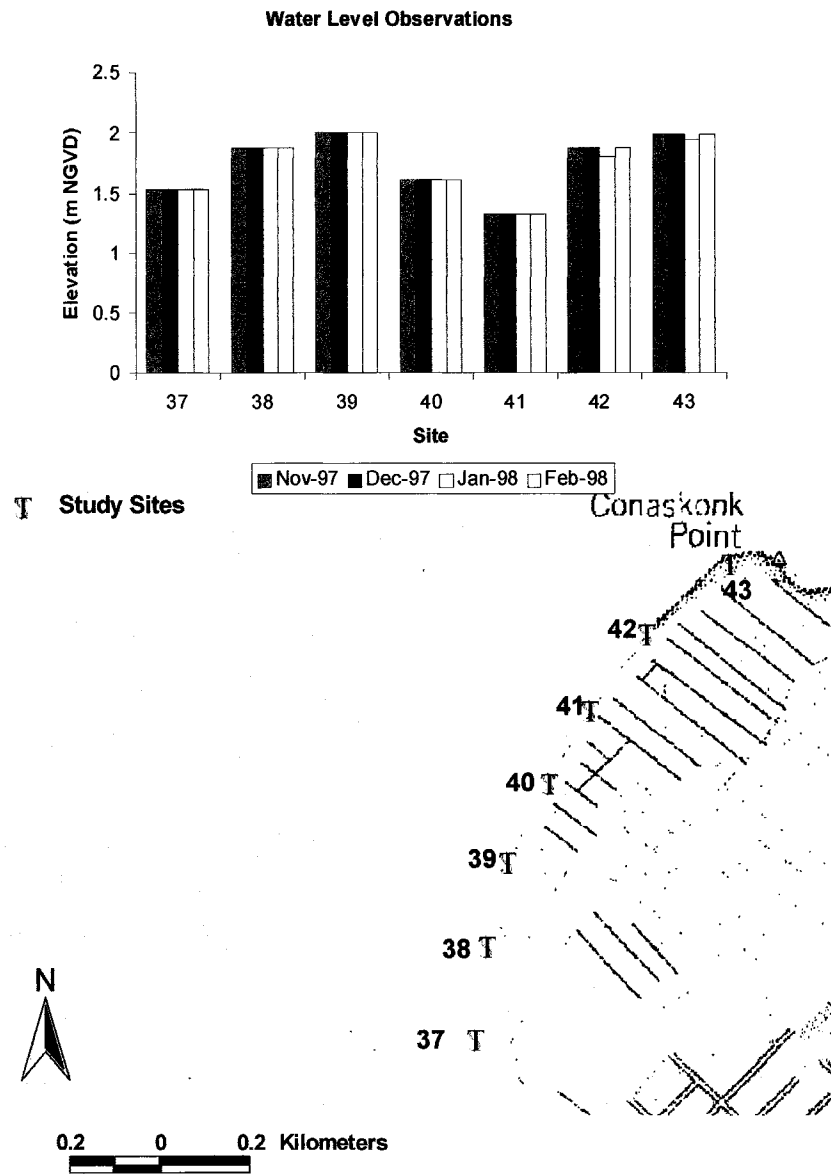 Water Level Observations
2.5
2
1.5
1
0.5
0
Elevation (m NGVD)
37 38 39 40 41 42 43
Site
Nov-97 Dec-97 Jan-98 Feb-98
Study Sites
Conaskonk
Point
43
42
41
40
39
38
37
N
0.2 0 0.2 Kilometers